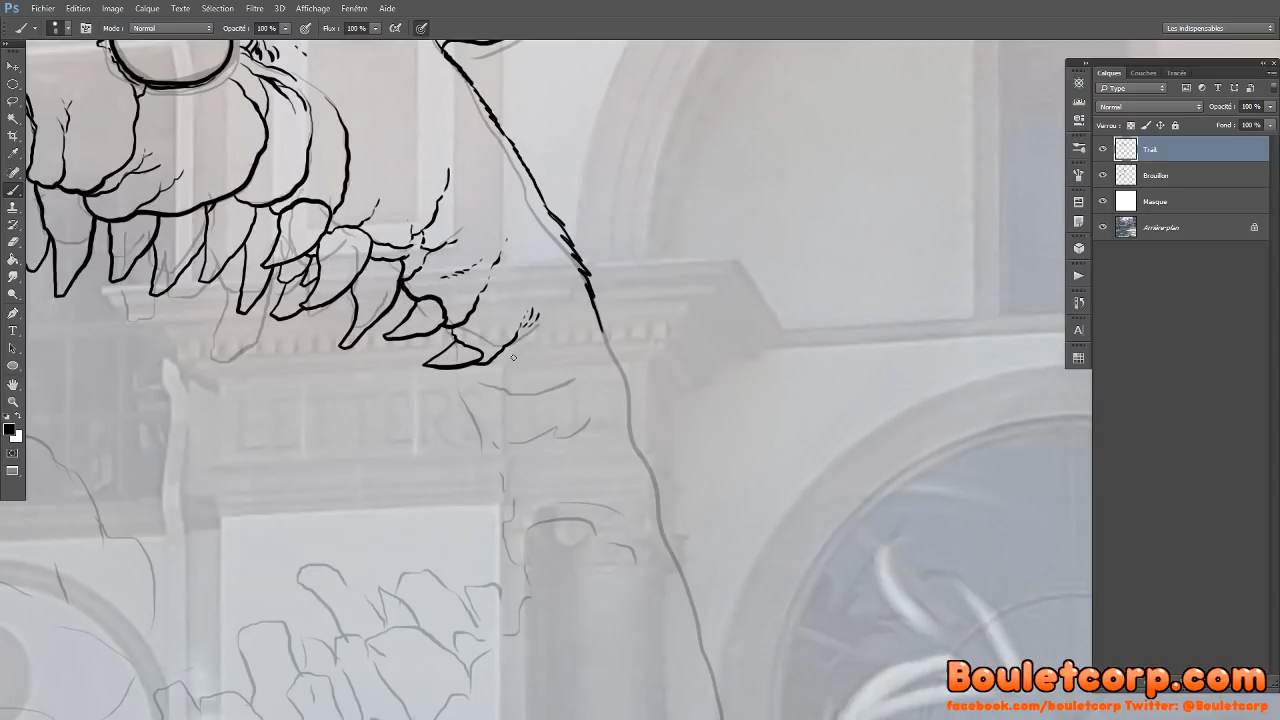 Ps Fichier Edition Image Calque Texte Sélection Filtre 3D Affichage Fenêtre Aide
Mode : Normal Opacité : 100 % Flux : 100 % Les indispensables
Calques Couches Tracés
Type
Normal Opacité : 100 %
Verrou : Fond : 100 %
Trait
Brouillon
Masque
Arrière-plan
Bouletcorp.com
facebook.com/bouletcorp Twitter: @Bouletcorp